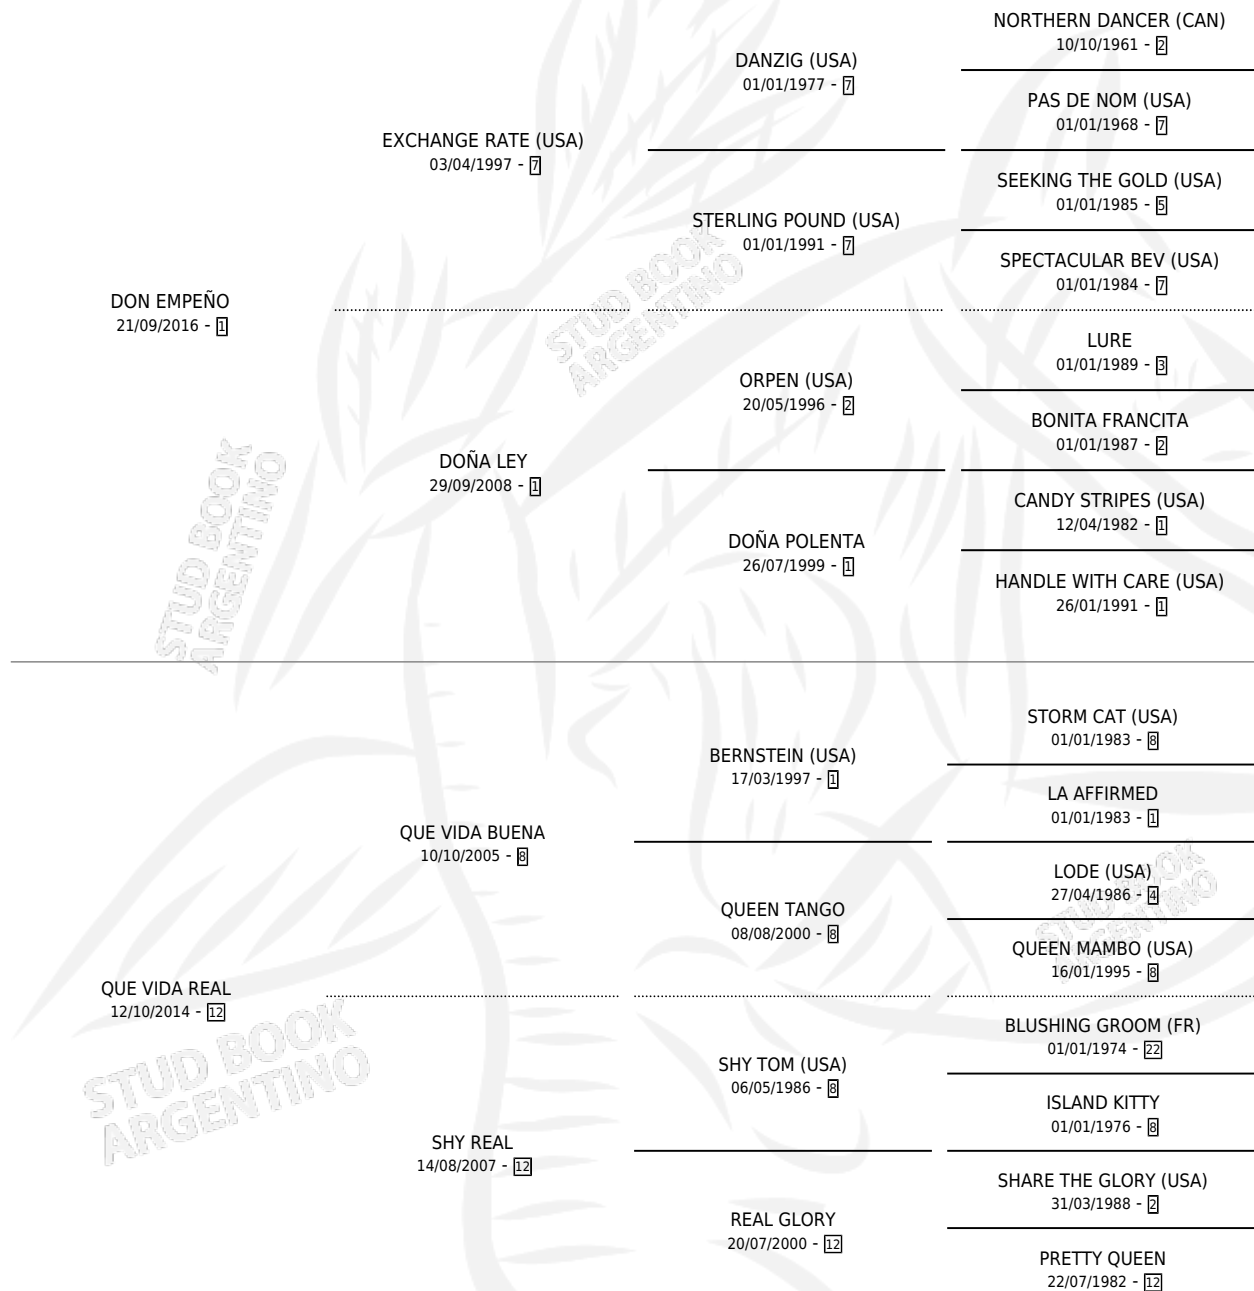 NORTHERN DANCER (CAN)
10/10/1961 - 2
DANZIG (USA)
01/01/1977 - 7
PAS DE NOM (USA)
01/01/1968 - 7
EXCHANGE RATE (USA)
03/04/1997 - 7
SEEKING THE GOLD (USA)
01/01/1985 - 5
STERLING POUND (USA)
01/01/1991 - 7
SPECTACULAR BEV (USA)
01/01/1984 - 7
DON EMPEÑO
21/09/2016 - 1
LURE
01/01/1989 - 3
ORPEN (USA)
20/05/1996 - 2
BONITA FRANCITA
01/01/1987 - 2
DOÑA LEY
29/09/2008 - 1
CANDY STRIPES (USA)
12/04/1982 - 1
DOÑA POLENTA
26/07/1999 - 1
HANDLE WITH CARE (USA)
26/01/1991 - 1
STORM CAT (USA)
01/01/1983 - 8
BERNSTEIN (USA)
17/03/1997 - 1
LA AFFIRMED
01/01/1983 - 1
QUE VIDA BUENA
10/10/2005 - 8
LODE (USA)
27/04/1986 - 4
QUEEN TANGO
08/08/2000 - 8
QUEEN MAMBO (USA)
16/01/1995 - 8
QUE VIDA REAL
12/10/2014 - 12
BLUSHING GROOM (FR)
01/01/1974 - 22
SHY TOM (USA)
06/05/1986 - 8
ISLAND KITTY
01/01/1976 - 8
SHY REAL
14/08/2007 - 12
SHARE THE GLORY (USA)
31/03/1988 - 2
REAL GLORY
20/07/2000 - 12
PRETTY QUEEN
22/07/1982 - 12
STUD BOOK
ARGENTINO
STUD BOOK
ARGENTINO
STUD BOOK
ARGENTINO
STUD BOOK
ARGENTINO